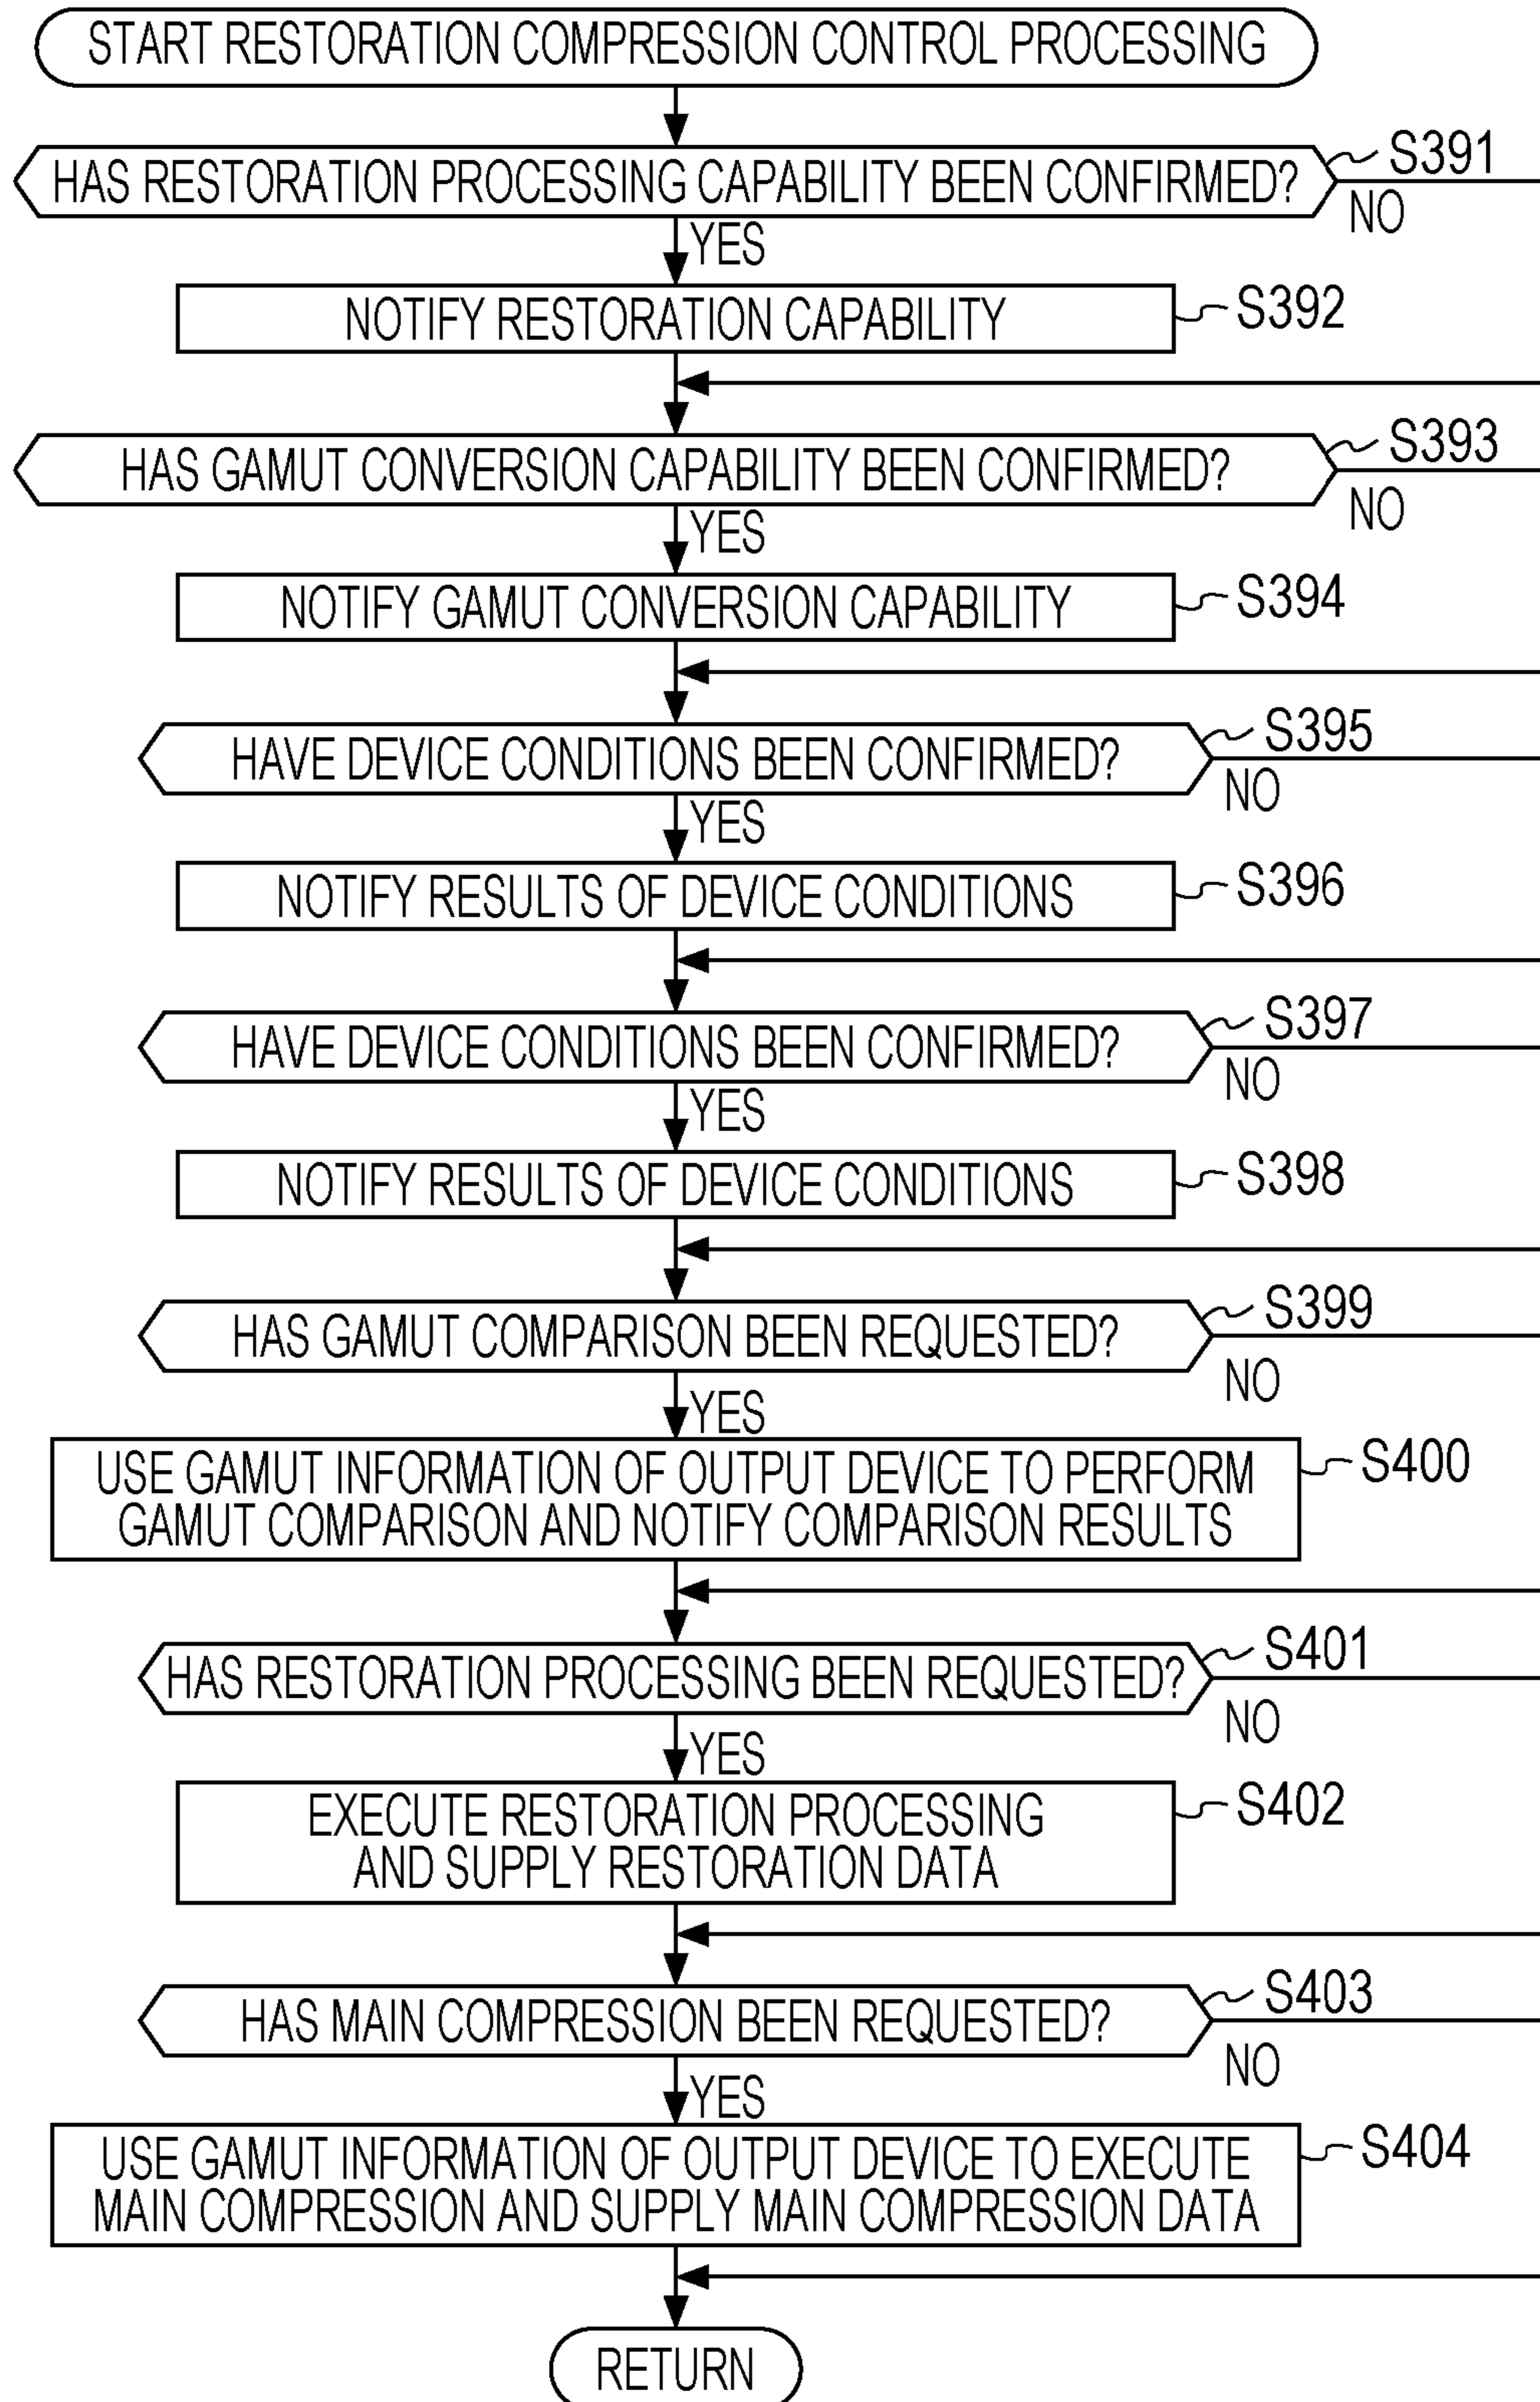 START RESTORATION COMPRESSION CONTROL PROCESSING
S391
HAS RESTORATION PROCESSING CAPABILITY BEEN CONFIRMED?
NO
YES
NOTIFY RESTORATION CAPABILITY
S392
S393
HAS GAMUT CONVERSION CAPABILITY BEEN CONFIRMED?
NO
YES
NOTIFY GAMUT CONVERSION CAPABILITY
S394
S395
HAVE DEVICE CONDITIONS BEEN CONFIRMED?
NO
YES
NOTIFY RESULTS OF DEVICE CONDITIONS
S396
S397
HAVE DEVICE CONDITIONS BEEN CONFIRMED?
NO
YES
NOTIFY RESULTS OF DEVICE CONDITIONS
S398
S399
HAS GAMUT COMPARISON BEEN REQUESTED?
NO
YES
S400
USE GAMUT INFORMATION OF OUTPUT DEVICE TO PERFORM
GAMUT COMPARISON AND NOTIFY COMPARISON RESULTS
S401
HAS RESTORATION PROCESSING BEEN REQUESTED?
NO
YES
S402
EXECUTE RESTORATION PROCESSING
AND SUPPLY RESTORATION DATA
S403
HAS MAIN COMPRESSION BEEN REQUESTED?
NO
YES
S404
USE GAMUT INFORMATION OF OUTPUT DEVICE TO EXECUTE
MAIN COMPRESSION AND SUPPLY MAIN COMPRESSION DATA
RETURN